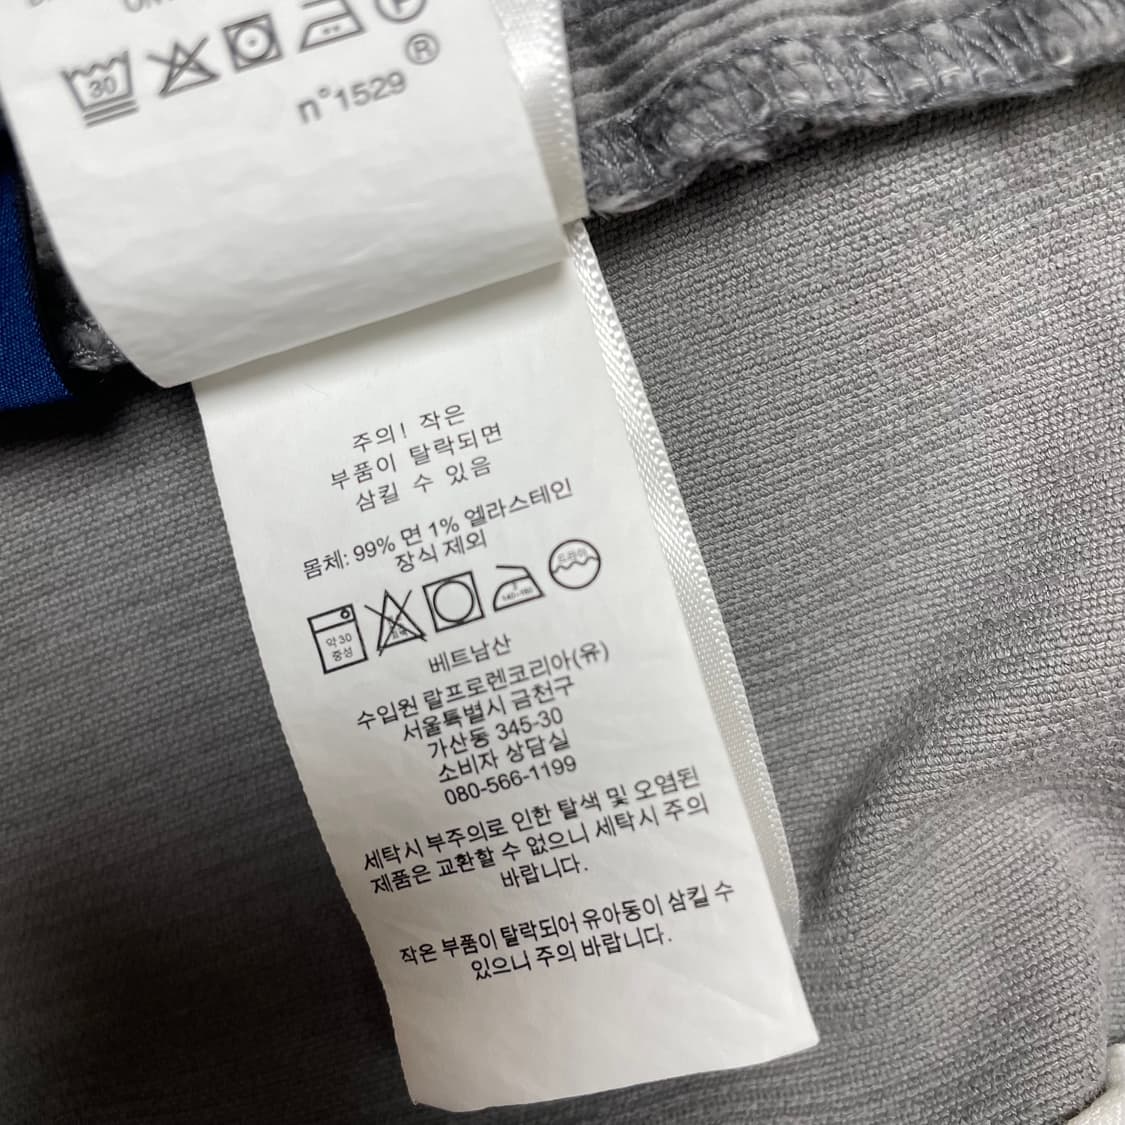 30
n°1529
®
주의! 작은
부품이 탈락되면
삼킬 수 있음
몸체: 99% 면 1% 엘라스테인
장식 제외
약 30
중성
140~160
드라이
베트남산
수입원 랄프로렌코리아(유)
서울특별시 금천구
가산동 345-30
소비자 상담실
080-566-1199
세탁시 부주의로 인한 탈색 및 오염된
제품은 교환할 수 없으니 세탁시 주의
바랍니다.
작은 부품이 탈락되어 유아동이 삼킬 수
있으니 주의 바랍니다.